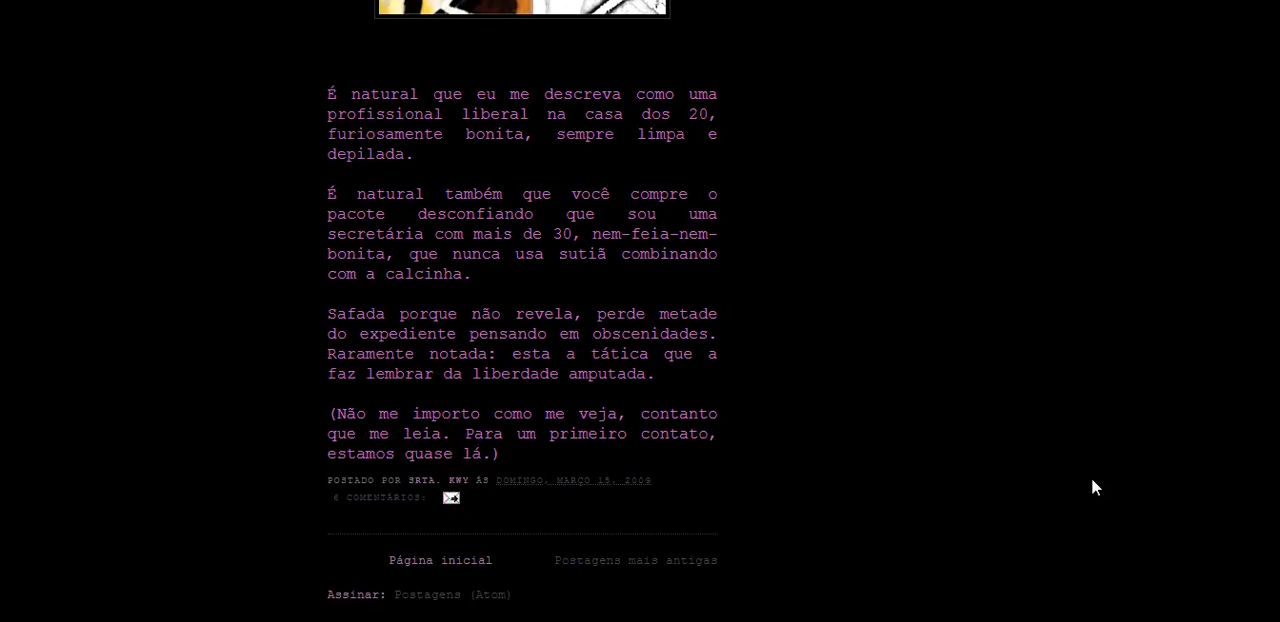 É natural que eu me descreva como uma
profissional liberal na casa dos 20,
furiosamente bonita, sempre limpa e
depilada.
É natural também que você compre o
pacote desconfiando que sou uma
secretária com mais de 30, nem-feia-nem-
bonita, que nunca usa sutiã combinando
com a calcinha.
Safada porque não revela, perde metade
do expediente pensando em obscenidades.
Raramente notada: esta a tática que a
faz lembrar da liberdade amputada.
(Não me importo como me veja, contanto
que me leia. Para um primeiro contato,
estamos quase lá.)
POSTADO POR SRTA. KWY ÀS DOMINGO, MARÇO 15, 2009
6 COMENTÁRIOS:
Página inicial
Postagens mais antigas
Assinar: Postagens (Atom)